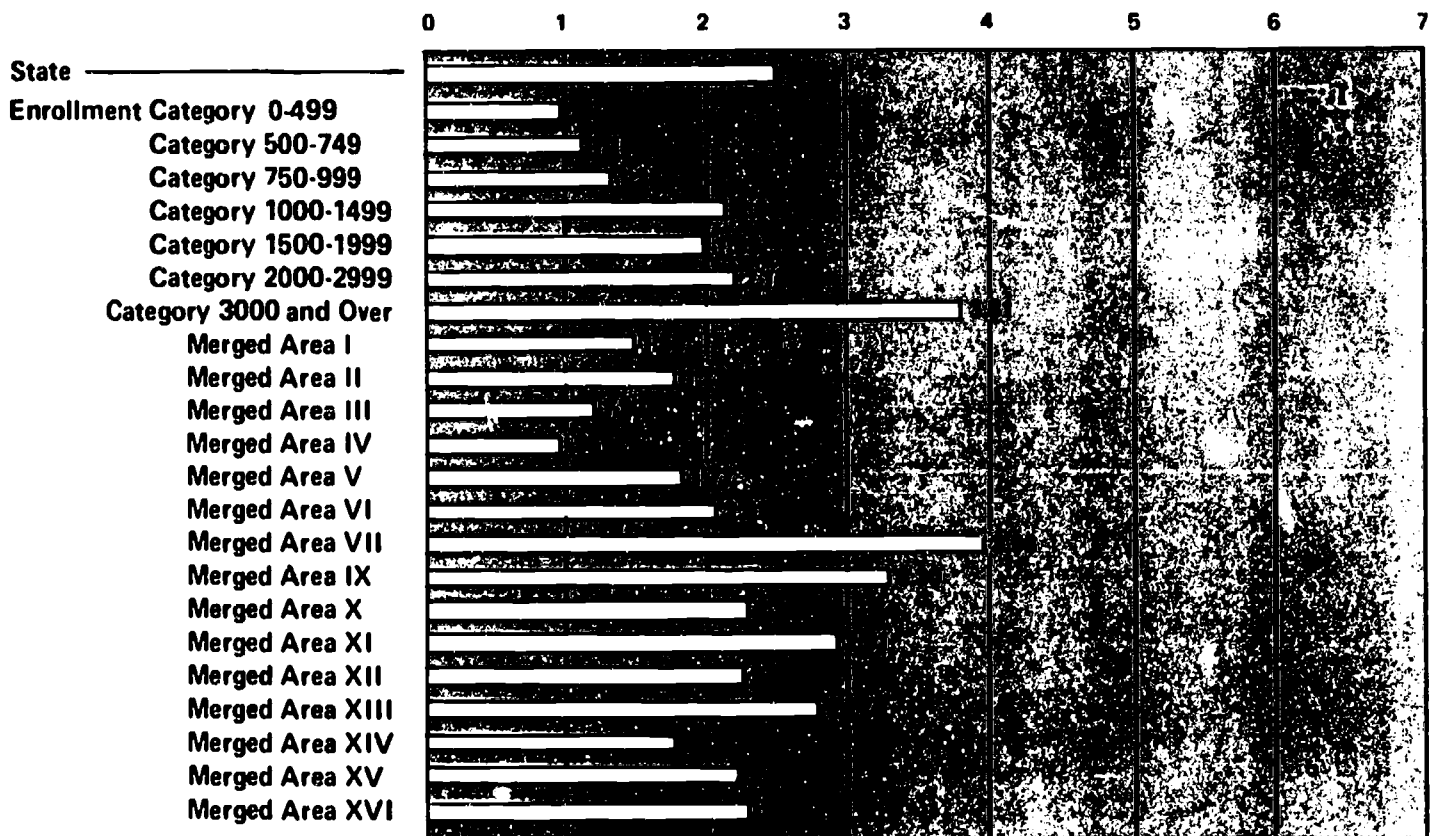 0 1 2 3 4 5 6 7
State
Enrollment Category 0-499
Category 500-749
Category 750-999
Category 1000-1499
Category 1500-1999
Category 2000-2999
Category 3000 and Over
Merged Area I
Merged Area II
Merged Area III
Merged Area IV
Merged Area V
Merged Area VI
Merged Area VII
Merged Area IX
Merged Area X
Merged Area XI
Merged Area XII
Merged Area XIII
Merged Area XIV
Merged Area XV
Merged Area XVI